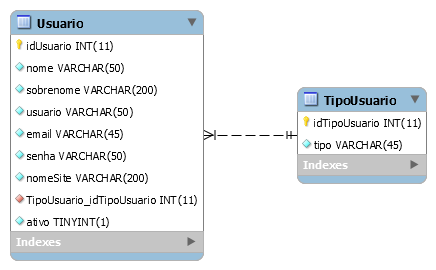 Usuario
idUsuario INT(11)
nome VARCHAR(50)
sobrenome VARCHAR(200)
usuario VARCHAR(50)
email VARCHAR(45)
senha VARCHAR(50)
nomeSite VARCHAR(200)
TipoUsuario_idTipoUsuario INT(11)
ativo TINYINT(1)
Indexes
TipoUsuario
idTipoUsuario INT(11)
tipo VARCHAR(45)
Indexes